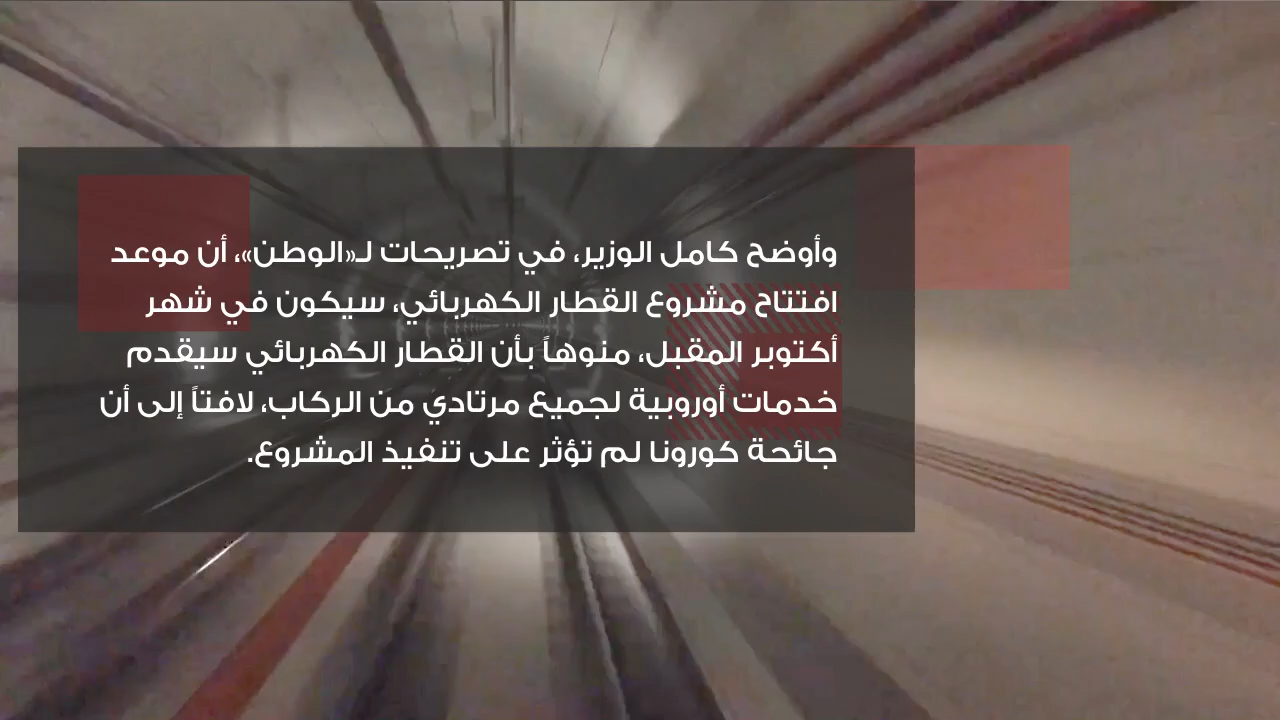 وأوضح كامل الوزير، في تصريحات لـ«الوطن»، أن موعد
افتتاح مشروع القطار الكهربائي، سيكون في شهر
أكتوبر المقبل، منوهاً بأن القطار الكهربائي سيقدم
خدمات أوروبية لجميع مرتادي من الركاب، لافتاً إلى أن
جائحة كورونا لم تؤثر على تنفيذ المشروع.